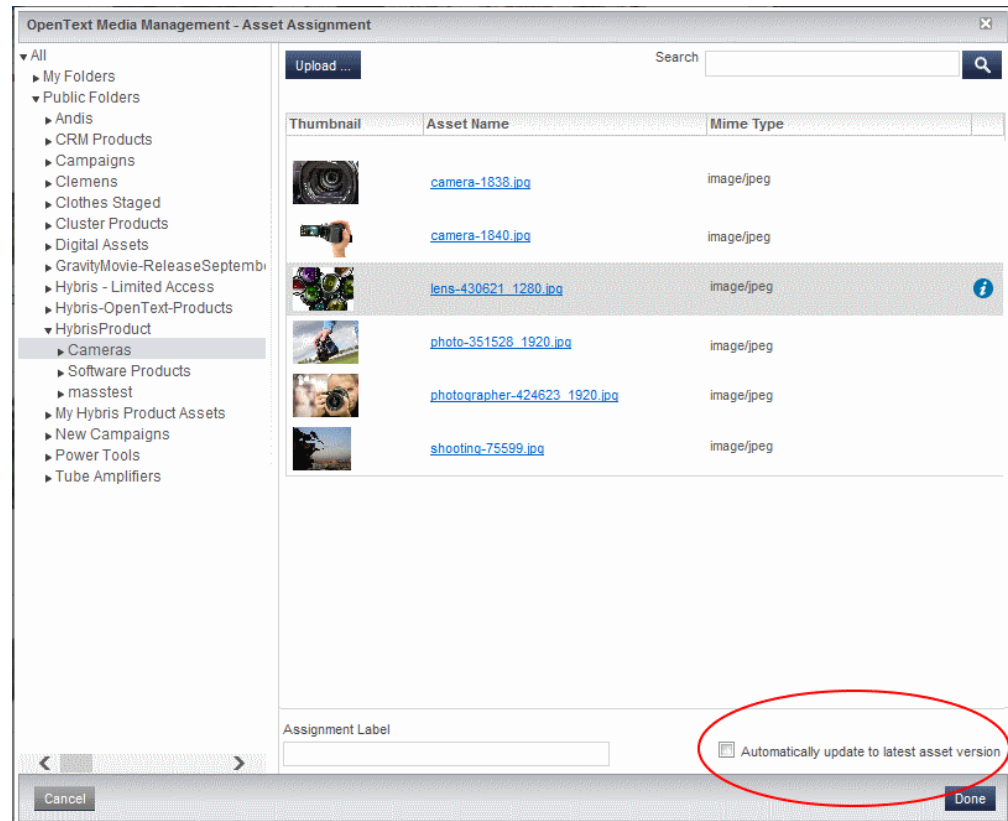 OpenText Media Management - Asset Assignment
All
My Folders
Public Folders
Andis
CRM Products
Campaigns
Clemens
Clothes Staged
Cluster Products
Digital Assets
GravityMovie-ReleaseSeptemb
Hybris - Limited Access
Hybris-OpenText-Products
HybrisProduct
Cameras
Software Products
masstest
My Hybris Product Assets
New Campaigns
Power Tools
Tube Amplifiers
Upload ...
Search
Thumbnail Asset Name Mime Type
camera-1838.jpg image/jpeg
camera-1840.jpg image/jpeg
lens-430621_1280.jpg image/jpeg
photo-351528_1920.jpg image/jpeg
photographer-424623_1920.jpg image/jpeg
shooting-75599.jpg image/jpeg
Assignment Label
Automatically update to latest asset version
Cancel
Done